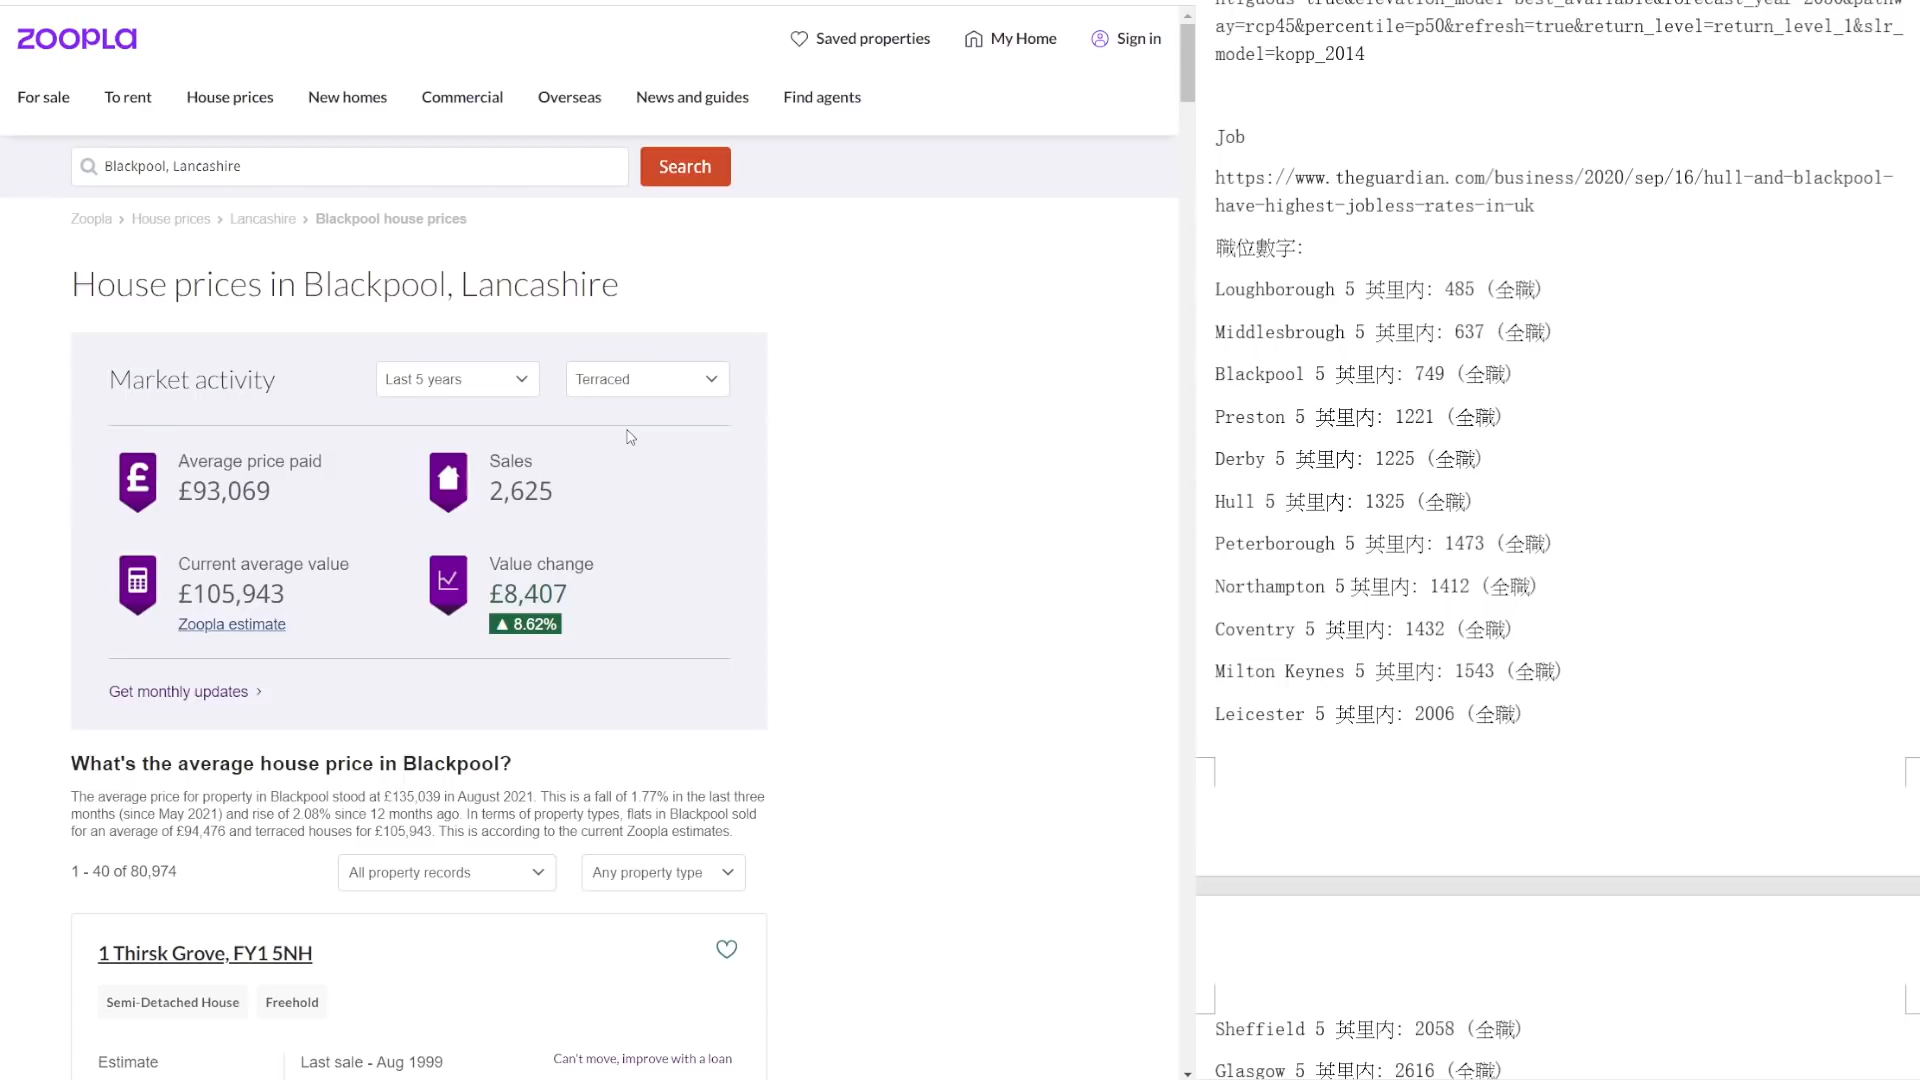 ZOOPLA
Saved properties
My Home
Sign in
For sale
To rent
House prices
New homes
Commercial
Overseas
News and guides
Find agents
Blackpool, Lancashire
Search
Zoopla › House prices › Lancashire › Blackpool house prices
House prices in Blackpool, Lancashire
Market activity
Last 5 years
Terraced
Average price paid
£93,069
Sales
2,625
Current average value
£105,943
Zoopla estimate
Value change
£8,407
▲ 8.62%
Get monthly updates ›
What's the average house price in Blackpool?
The average price for property in Blackpool stood at £135,039 in August 2021. This is a fall of 1.77% in the last three
months (since May 2021) and rise of 2.08% since 12 months ago. In terms of property types, flats in Blackpool sold
for an average of £94,476 and terraced houses for £105,943. This is according to the current Zoopla estimates.
1 - 40 of 80,974
All property records
Any property type
1 Thirsk Grove, FY1 5NH
Semi-Detached House
Freehold
Estimate
Last sale - Aug 1999
Can't move, improve with a loan
ay=rcp45&percentile=p50&refresh=true&return_level=return_level_1&slr_
model=kopp_2014
Job
https://www.theguardian.com/business/2020/sep/16/hull-and-blackpool-
have-highest-jobless-rates-in-uk
職位數字:
Loughborough 5 英里内: 485 (全職)
Middlesbrough 5 英里内: 637 (全職)
Blackpool 5 英里内: 749 (全職)
Preston 5 英里内: 1221 (全職)
Derby 5 英里内: 1225 (全職)
Hull 5 英里内: 1325 (全職)
Peterborough 5 英里内: 1473 (全職)
Northampton 5 英里内: 1412 (全職)
Coventry 5 英里内: 1432 (全職)
Milton Keynes 5 英里内: 1543 (全職)
Leicester 5 英里内: 2006 (全職)
Sheffield 5 英里内: 2058 (全職)
Glasgow 5 英里内: 2616 (全職)